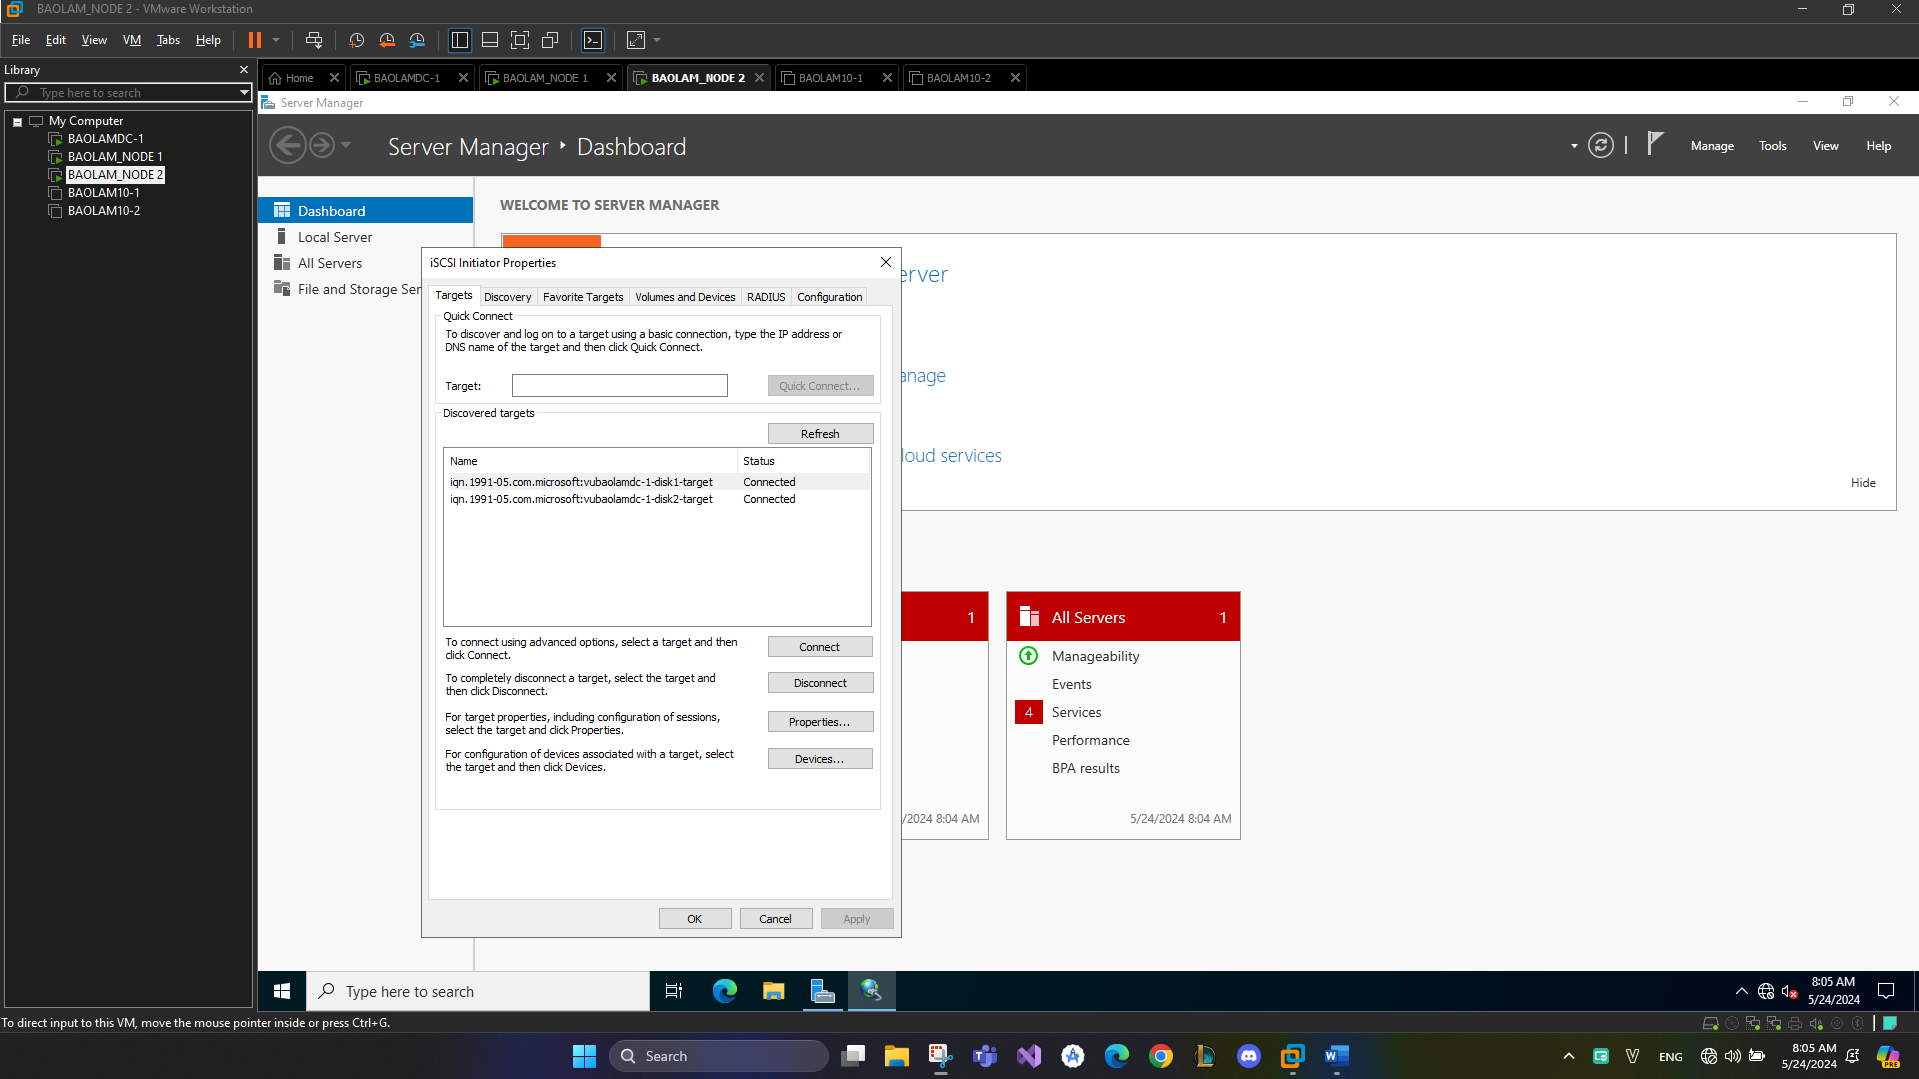 BAOLAM_NODE 2 - VMware Workstation
File Edit View VM Tabs Help
Library
Type here to search
My Computer
BAOLAMDC-1
BAOLAM_NODE 1
BAOLAM_NODE 2
BAOLAM10-1
BAOLAM10-2
Home BAOLAMDC-1 BAOLAM_NODE 1 BAOLAM_NODE 2 BAOLAM10-1 BAOLAM10-2
Server Manager
Server Manager Dashboard
Manage Tools View Help
Dashboard
Local Server
All Servers
File and Storage Ser
WELCOME TO SERVER MANAGER
erver
anage
loud services
Hide
iSCSI Initiator Properties
Targets Discovery Favorite Targets Volumes and Devices RADIUS Configuration
Quick Connect
To discover and log on to a target using a basic connection, type the IP address or
DNS name of the target and then click Quick Connect.
Target:
Quick Connect...
Discovered targets
Refresh
Name Status
iqn.1991-05.com.microsoft:vubaolamdc-1-disk1-target Connected
iqn.1991-05.com.microsoft:vubaolamdc-1-disk2-target Connected
To connect using advanced options, select a target and then
click Connect.
Connect
To completely disconnect a target, select the target and
then click Disconnect.
Disconnect
For target properties, including configuration of sessions,
select the target and click Properties.
Properties...
For configuration of devices associated with a target, select
the target and then click Devices.
Devices...
OK Cancel Apply
1
/2024 8:04 AM
All Servers 1
Manageability
Events
4 Services
Performance
BPA results
5/24/2024 8:04 AM
Type here to search
8:05 AM
5/24/2024
To direct input to this VM, move the mouse pointer inside or press Ctrl+G.
Search
ENG
8:05 AM
5/24/2024
PRE